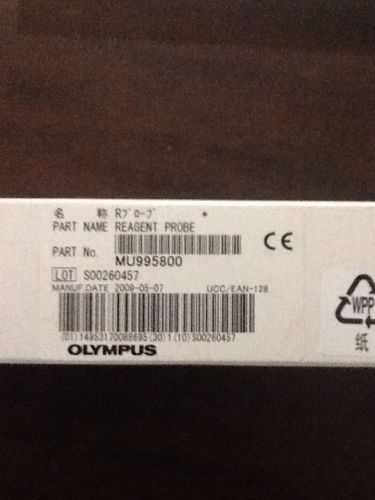 名　称 Rプローブ *
PART NAME REAGENT PROBE
PART No.
MU995800
LOT S00260457
MANUF.DATE 2009-05-07 UCC/EAN-128
(01)14953170088695(30)1(10)S00260457
OLYMPUS
CE
WPP
紙